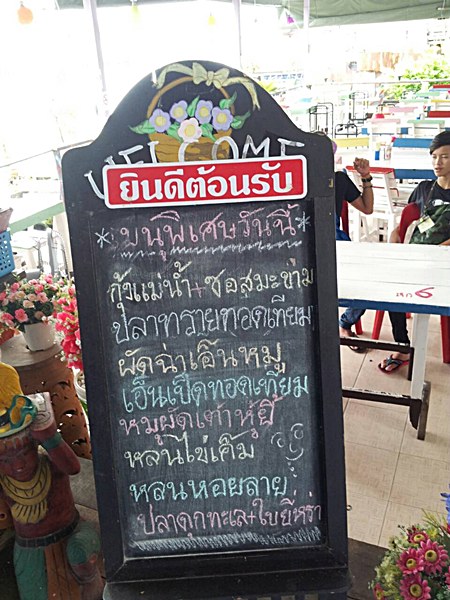 WELCOME
ยินดีต้อนรับ
*เมนูพิเศษวันนี้*
กุ้งแม่น้ำ+ซอสมะขาม
ปลาทรายทอดเทียม
ผัดฉ่าเอ็นหมู
เอ็นเป็ดทอดเทียม
หมูผัดเต้าหู้ยี้
หลนไข่เค็ม
หลนหอยลาย
ปลาดุกทะเล+ใบยี่หร่า